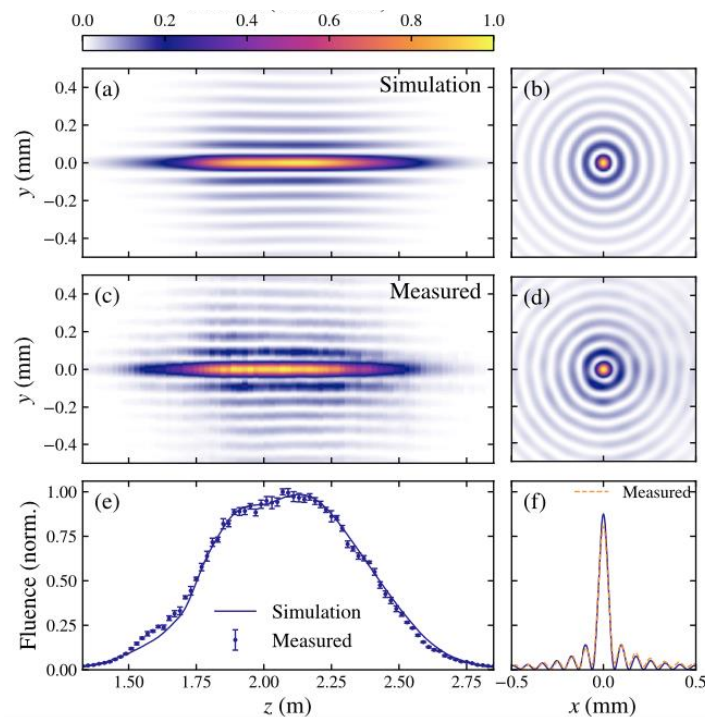 0.0 0.2 0.4 0.6 0.8 1.0
(a) Simulation (b)
0.4
0.2
y (mm) 0.0
−0.2
−0.4
(c) Measured (d)
0.4
0.2
y (mm) 0.0
−0.2
−0.4
(e) (f) Measured
1.00
0.75
Fluence (norm.) 0.50
0.25
0.00
Simulation
Measured
1.50 1.75 2.00 2.25 2.50 2.75 −0.5 0.0 0.5
z (m) x (mm)